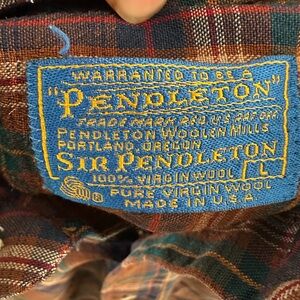 WARRANTED TO BE A
"PENDLETON"
TRADE MARK REG. U.S. PAT. OFF.
PENDLETON WOOLEN MILLS
PORTLAND, OREGON
SIR PENDLETON
100% VIRGIN WOOL L
PURE VIRGIN WOOL
MADE IN U.S.A